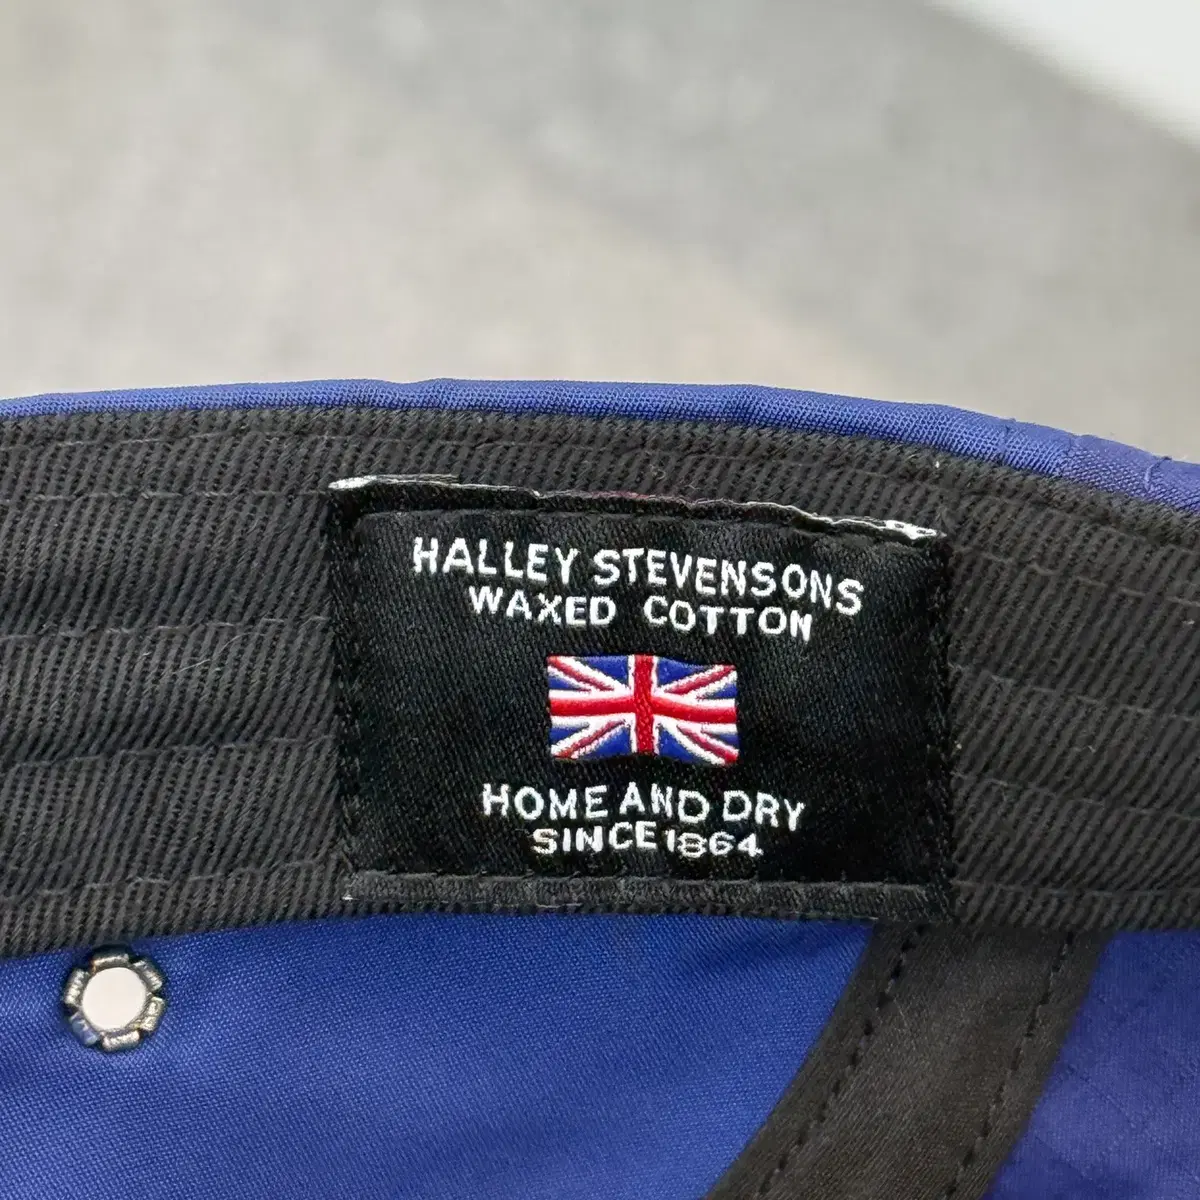 HALLEY STEVENSONS
WAXED COTTON
HOME AND DRY
SINCE 1864